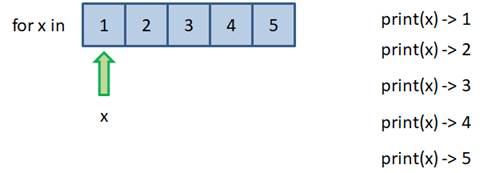 for x in 1 2 3 4 5
x
print(x) -> 1
print(x) -> 2
print(x) -> 3
print(x) -> 4
print(x) -> 5